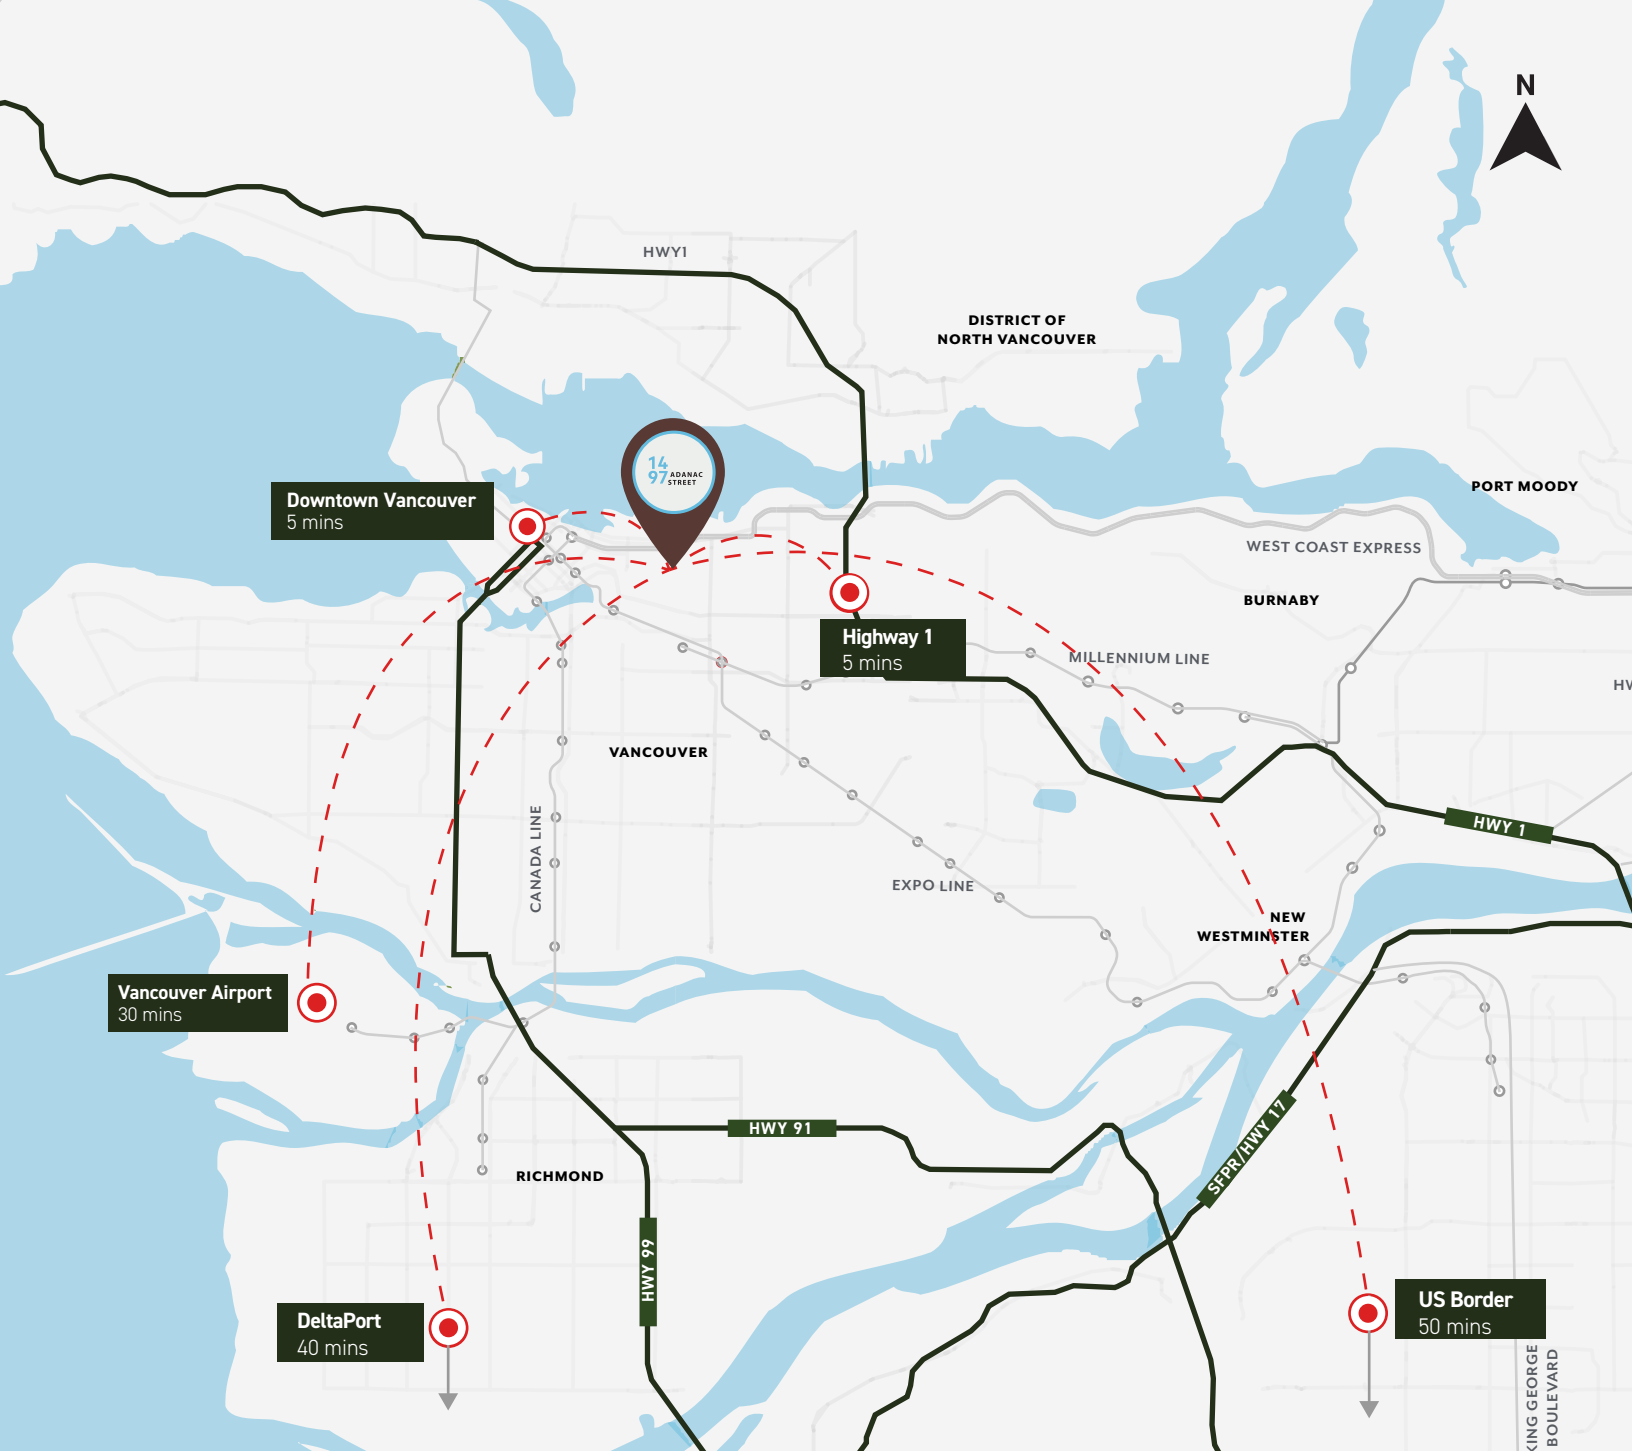 N
HWY1
DISTRICT OF
NORTH VANCOUVER
14
97 ADANAC
STREET
Downtown Vancouver
5 mins
PORT MOODY
WEST COAST EXPRESS
BURNABY
Highway 1
5 mins
MILLENNIUM LINE
HW
VANCOUVER
CANADA LINE
HWY 1
EXPO LINE
NEW
WESTMINSTER
Vancouver Airport
30 mins
HWY 91
SFPR/HWY 17
RICHMOND
HWY 99
DeltaPort
40 mins
US Border
50 mins
KING GEORGE
BOULEVARD